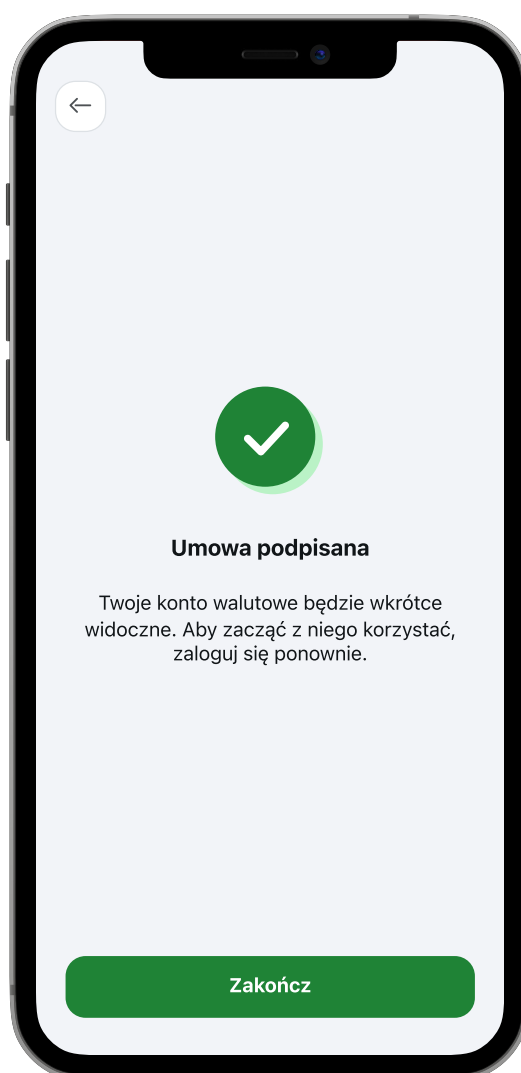 Umowa podpisana
Twoje konto walutowe będzie wkrótce
widoczne. Aby zacząć z niego korzystać,
zaloguj się ponownie.
Zakończ